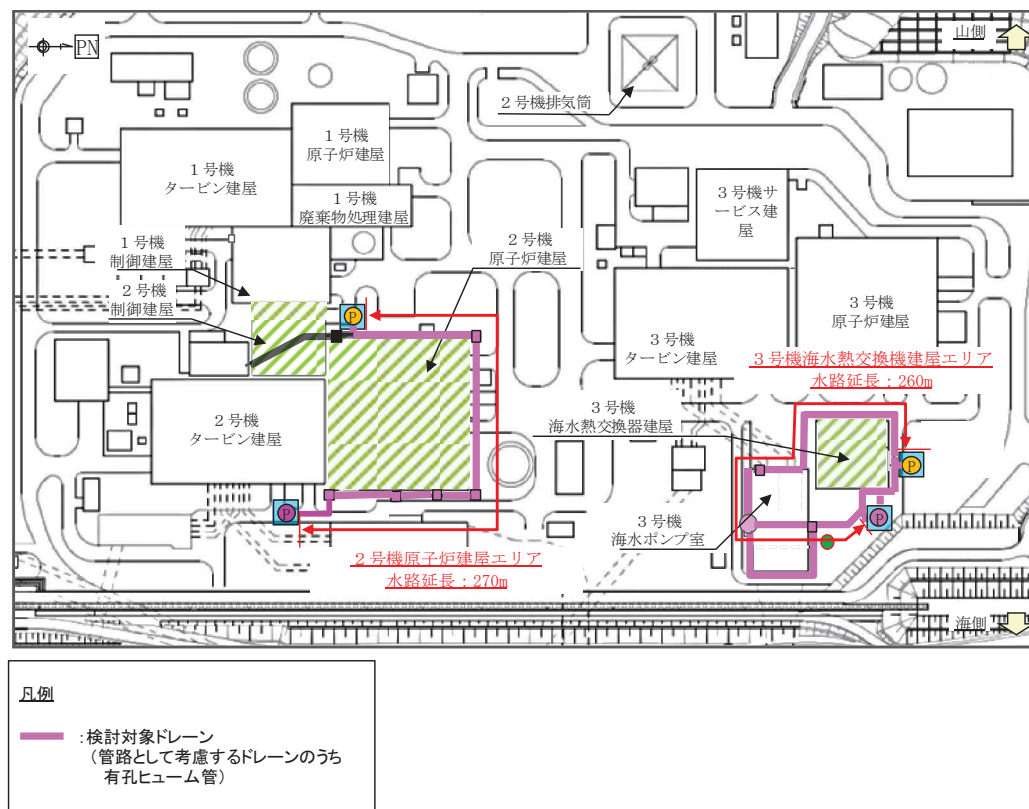 PN
山側
2号機排気筒
1号機
原子炉建屋
1号機
タービン建屋
1号機
廃棄物処理建屋
3号機サ
ービス建
屋
1号機
制御建屋
2号機
制御建屋
2号機
原子炉建屋
P
3号機
タービン建屋
3号機
原子炉建屋
3号機海水熱交換機建屋エリア
水路延長：260m
2号機
タービン建屋
3号機
海水熱交換器建屋
P
P
3号機
海水ポンプ室
P
2号機原子炉建屋エリア
水路延長：270m
海側
凡例
:検討対象ドレーン
（管路として考慮するドレーンのうち
有孔ヒューム管）